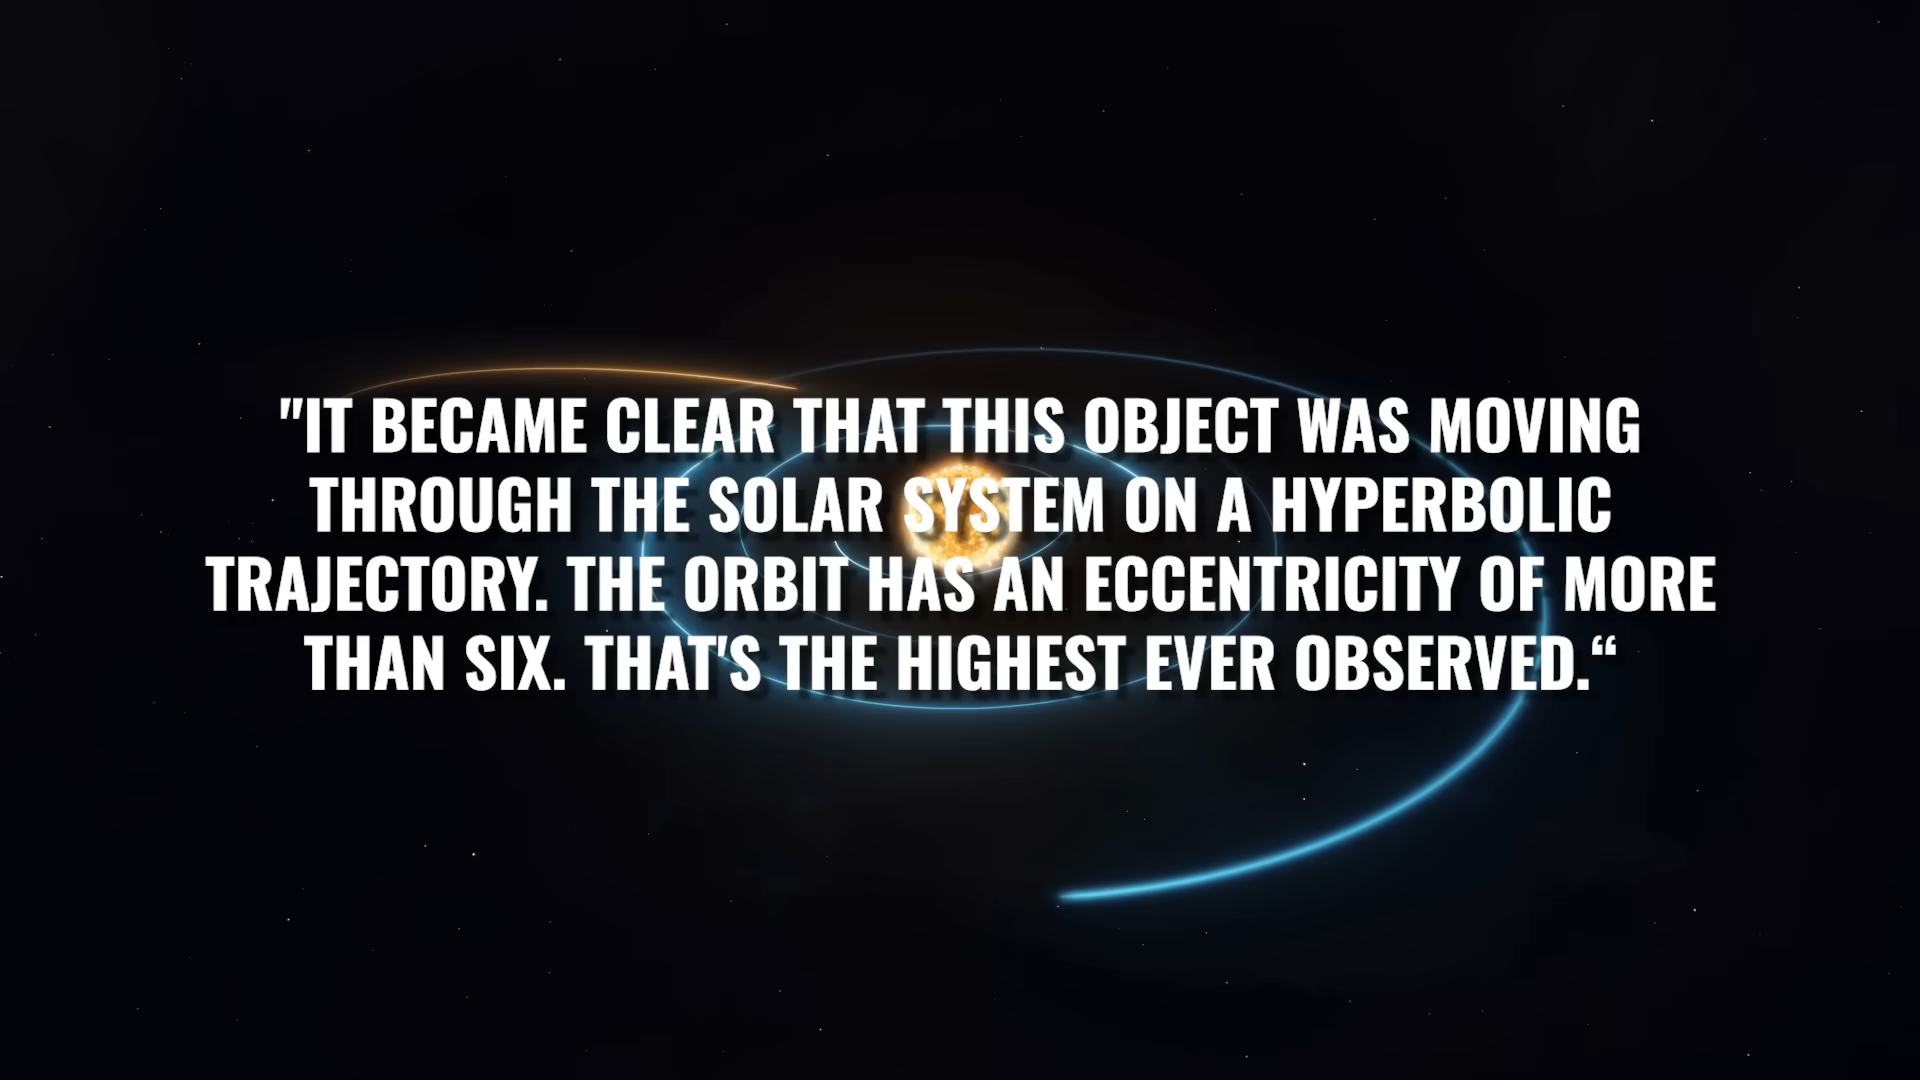 "IT BECAME CLEAR THAT THIS OBJECT WAS MOVING
THROUGH THE SOLAR SYSTEM ON A HYPERBOLIC
TRAJECTORY. THE ORBIT HAS AN ECCENTRICITY OF MORE
THAN SIX. THAT'S THE HIGHEST EVER OBSERVED.“